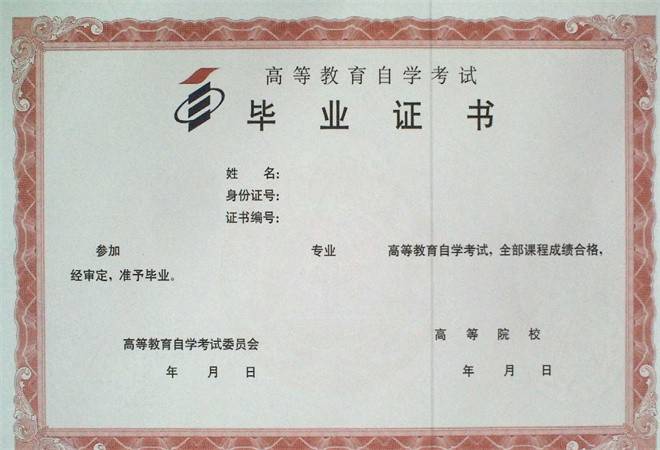 高等教育自学考试
毕业证书
姓 名:
身份证号:
证书编号:
参加 专业 高等教育自学考试，全部课程成绩合格，
经审定，准予毕业。
高等教育自学考试委员会
高等院校
年 月 日
年 月 日